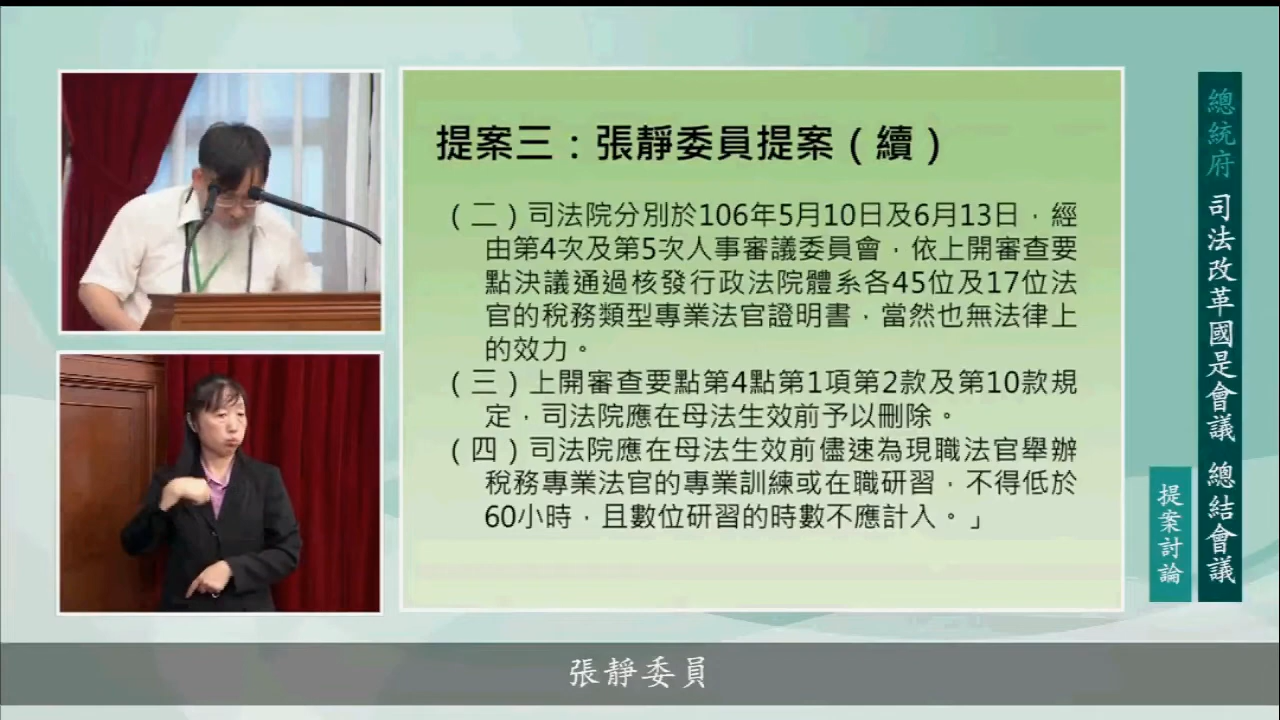 提案三：張靜委員提案（續）
（二）司法院分別於106年5月10日及6月13日，經
由第4次及第5次人事審議委員會，依上開審查要
點決議通過核發行政法院體系各45位及17位法
官的稅務類型專業法官證明書，當然也無法律上
的效力。
（三）上開審查要點第4點第1項第2款及第10款規
定，司法院應在母法生效前予以刪除。
（四）司法院應在母法生效前儘速為現職法官舉辦
稅務專業法官的專業訓練或在職研習，不得低於
60小時，且數位研習的時數不應計入。」
總統府 司法改革國是會議 總結會議
提案討論
張靜委員